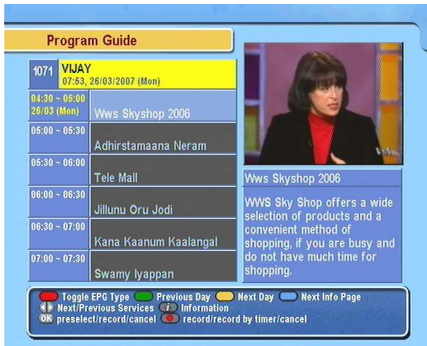 Program Guide
1071 VIJAY
07:53, 26/03/2007 (Mon)
04:30 ~ 05:00
26/03 (Mon)
Wws Skyshop 2006
05:00 ~ 05:30
Adhirstamaana Neram
05:30 ~ 06:00
Tele Mall
06:00 ~ 06:30
Jillunu Oru Jodi
06:30 ~ 07:00
Kana Kaanum Kaalangal
07:00 ~ 07:30
Swamy Iyappan
Wws Skyshop 2006
WWS Sky Shop offers a wide
selection of products and a
convenient method of
shopping, if you are busy and
do not have much time for
shopping.
Toggle EPG Type Previous Day Next Day Next Info Page
Next/Previous Services i Information
OK preselect/record/cancel record/record by timer/cancel